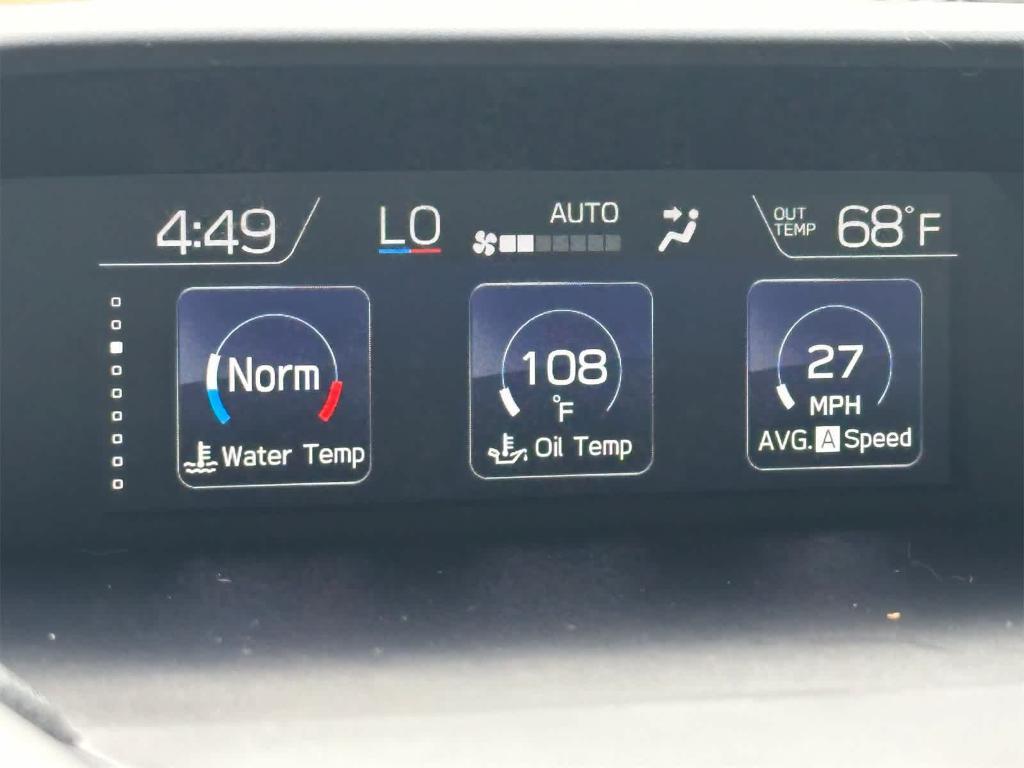 4:49
LO
AUTO
OUT
TEMP
68°F
Norm
Water Temp
108
°F
Oil Temp
27
MPH
AVG. A Speed